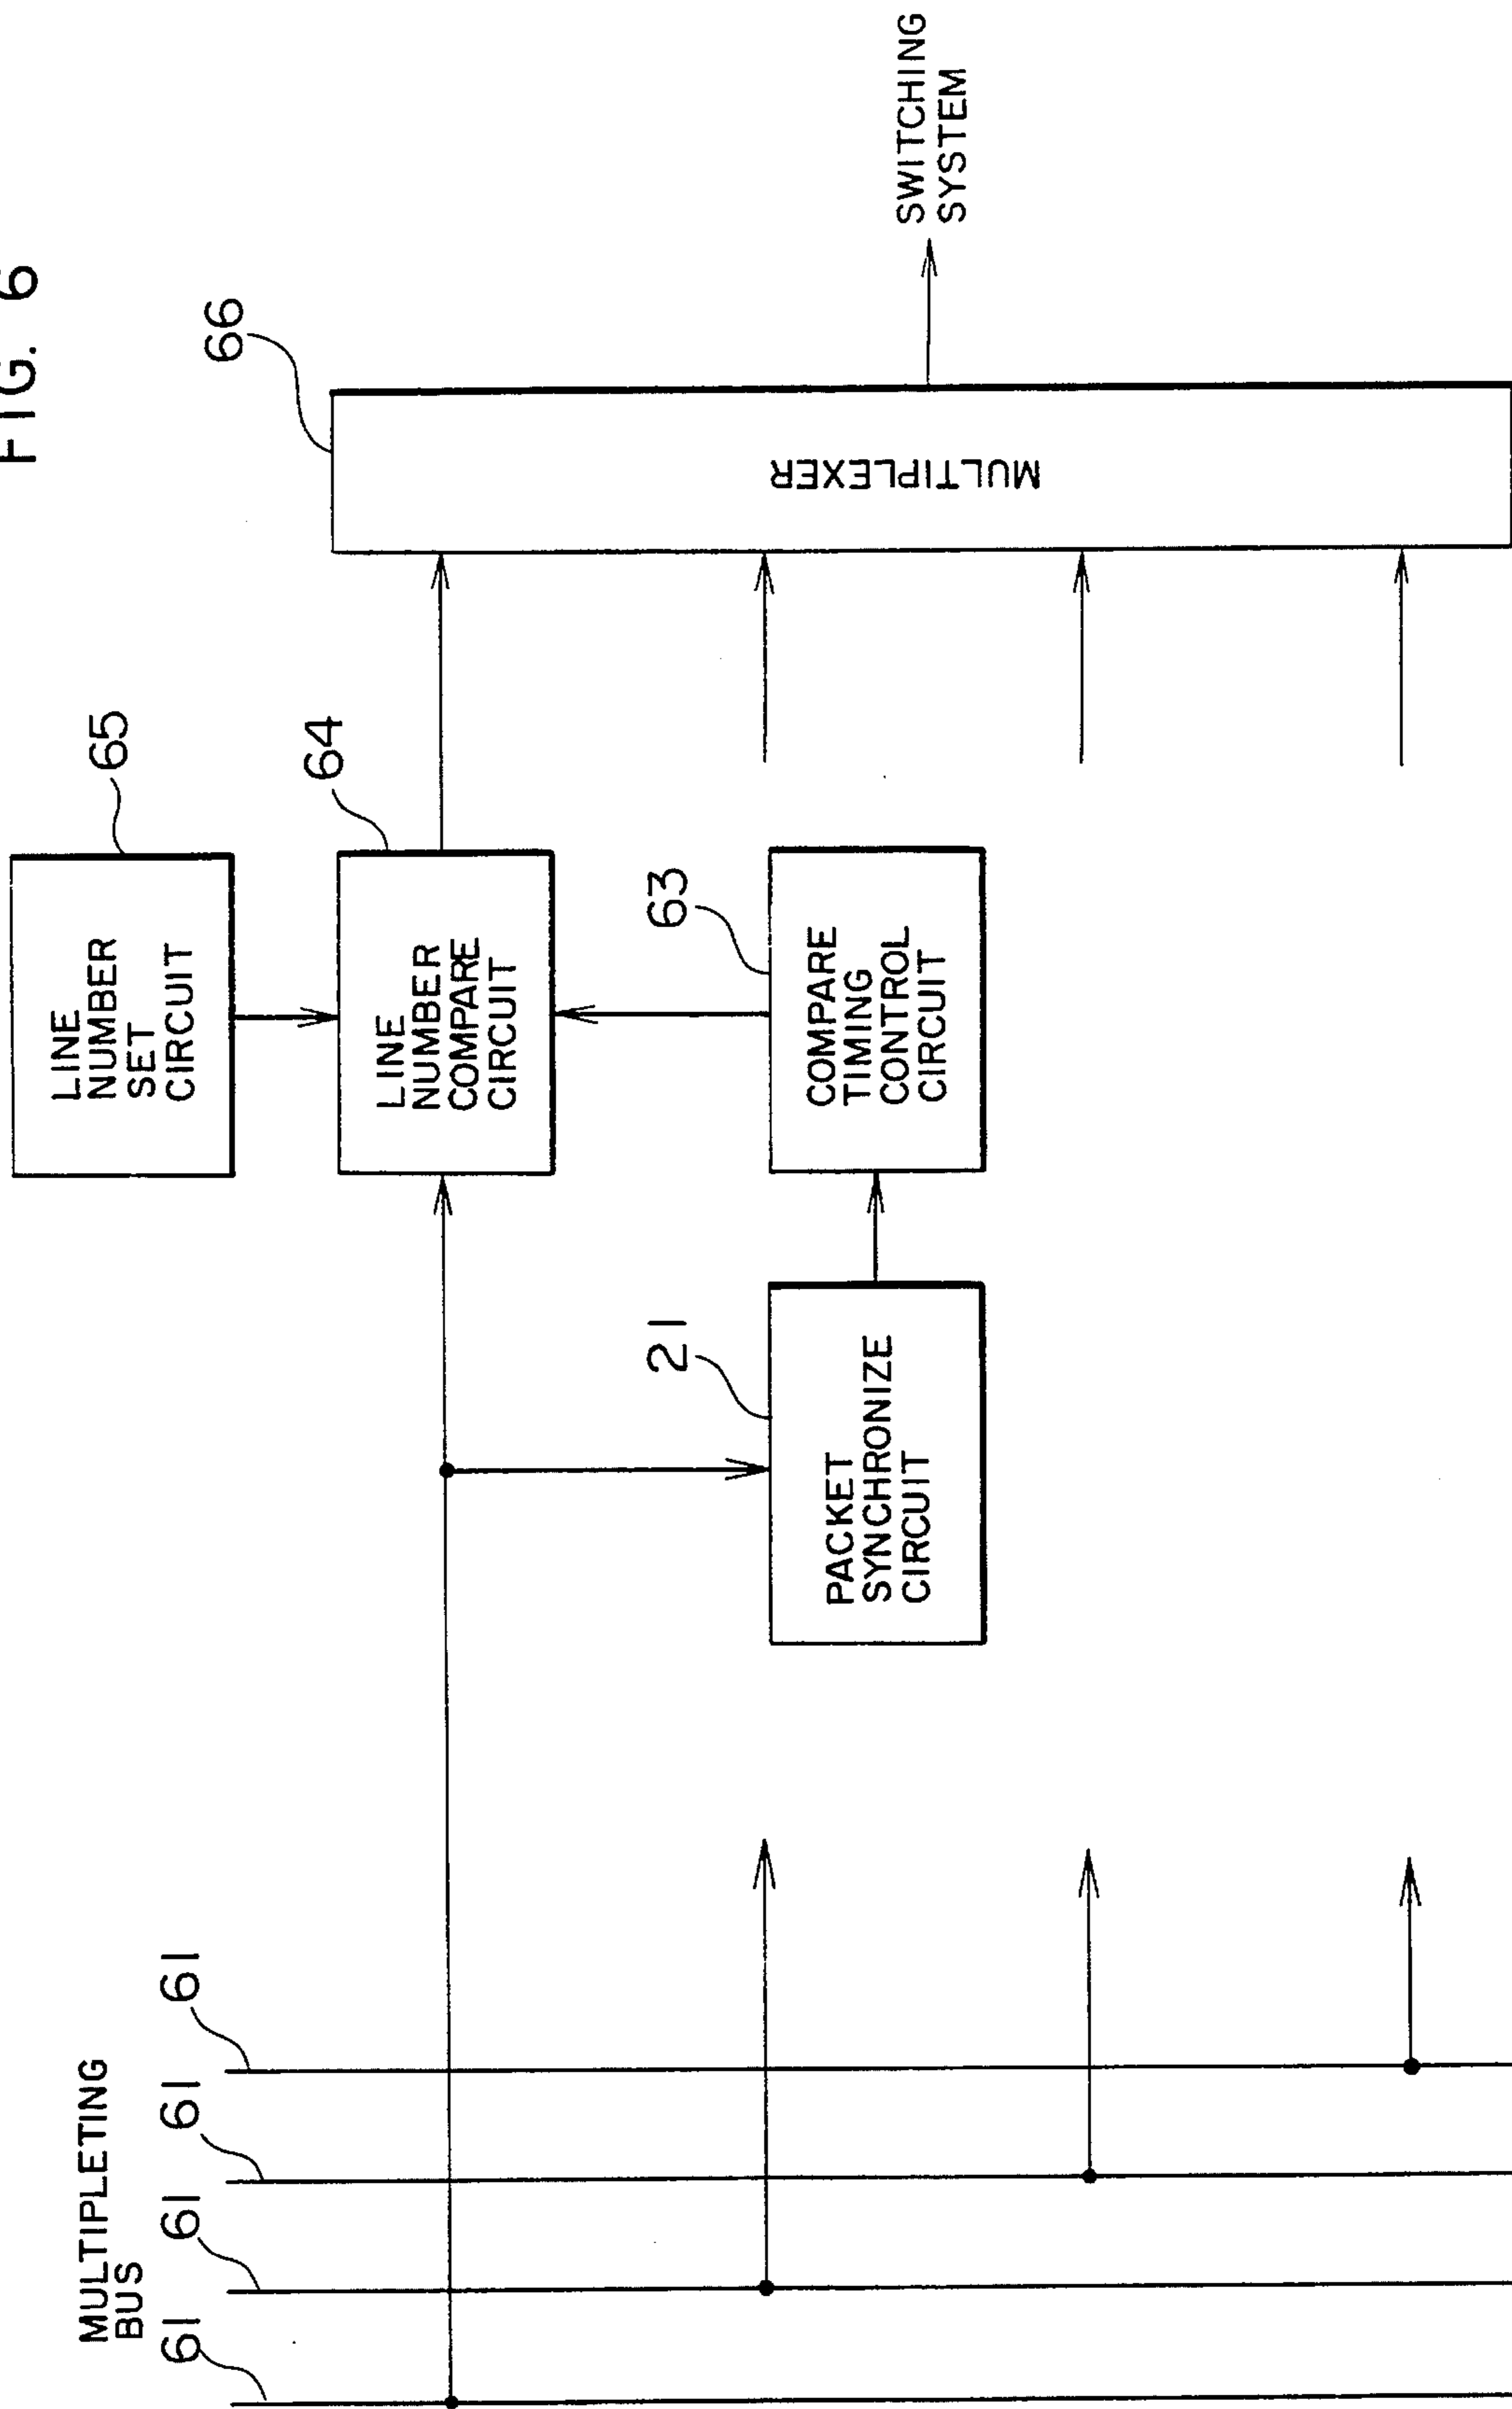 FIG. 6
MULTIPLETING
BUS
61
61
61
61
PACKET
SYNCHRONIZE
CIRCUIT
21
LINE
NUMBER
SET
CIRCUIT
65
LINE
NUMBER
COMPARE
CIRCUIT
64
COMPARE
TIMING
CONTROL
CIRCUIT
63
MULTIPLEXER
66
SWITCHING
SYSTEM